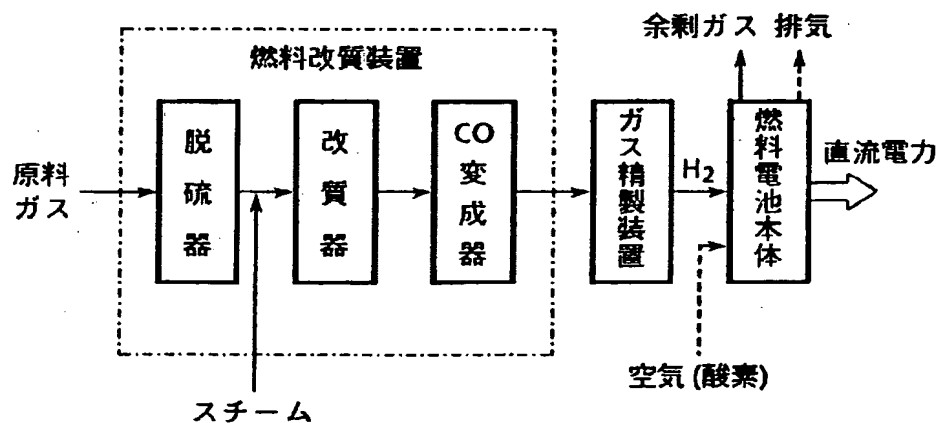 余剰ガス 排気
燃料改質装置
原料
ガス
脱硫器
改質器
CO
変成器
ガス精製装置
H2
燃料電池本体
直流電力
空気(酸素)
スチーム